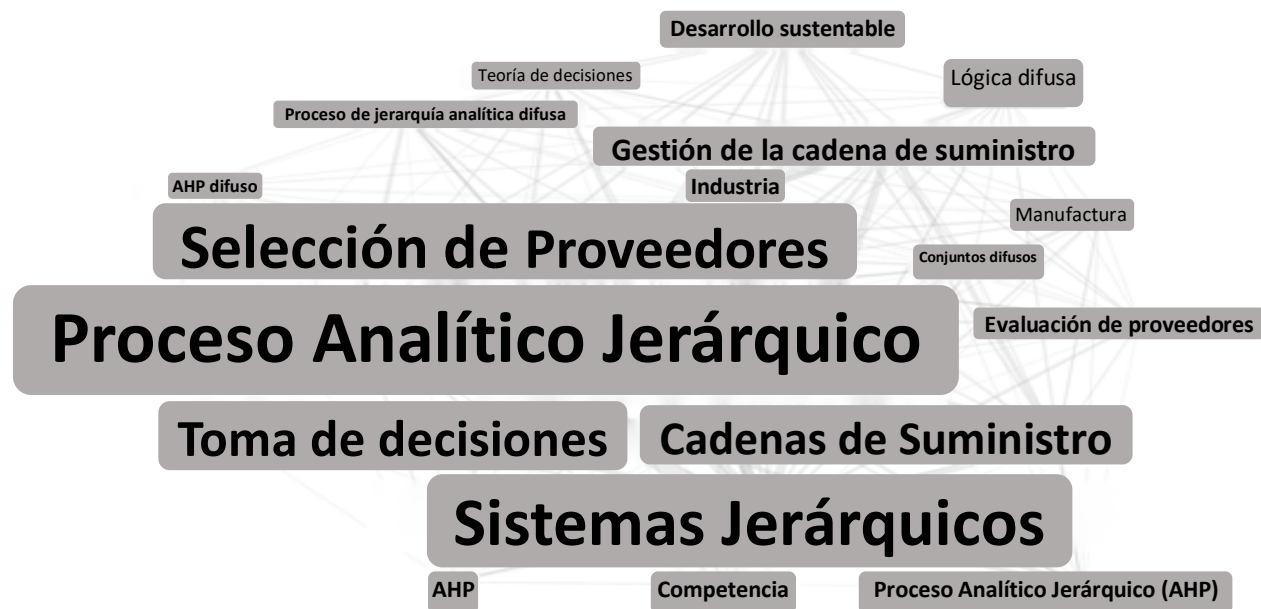 Desarrollo sustentable
Teoría de decisiones
Lógica difusa
Proceso de jerarquía analítica difusa
Gestión de la cadena de suministro
AHP difuso
Industria
Manufactura
Selección de Proveedores
Conjuntos difusos
Proceso Analítico Jerárquico
Evaluación de proveedores
Toma de decisiones
Cadenas de Suministro
Sistemas Jerárquicos
AHP
Competencia
Proceso Analítico Jerárquico (AHP)